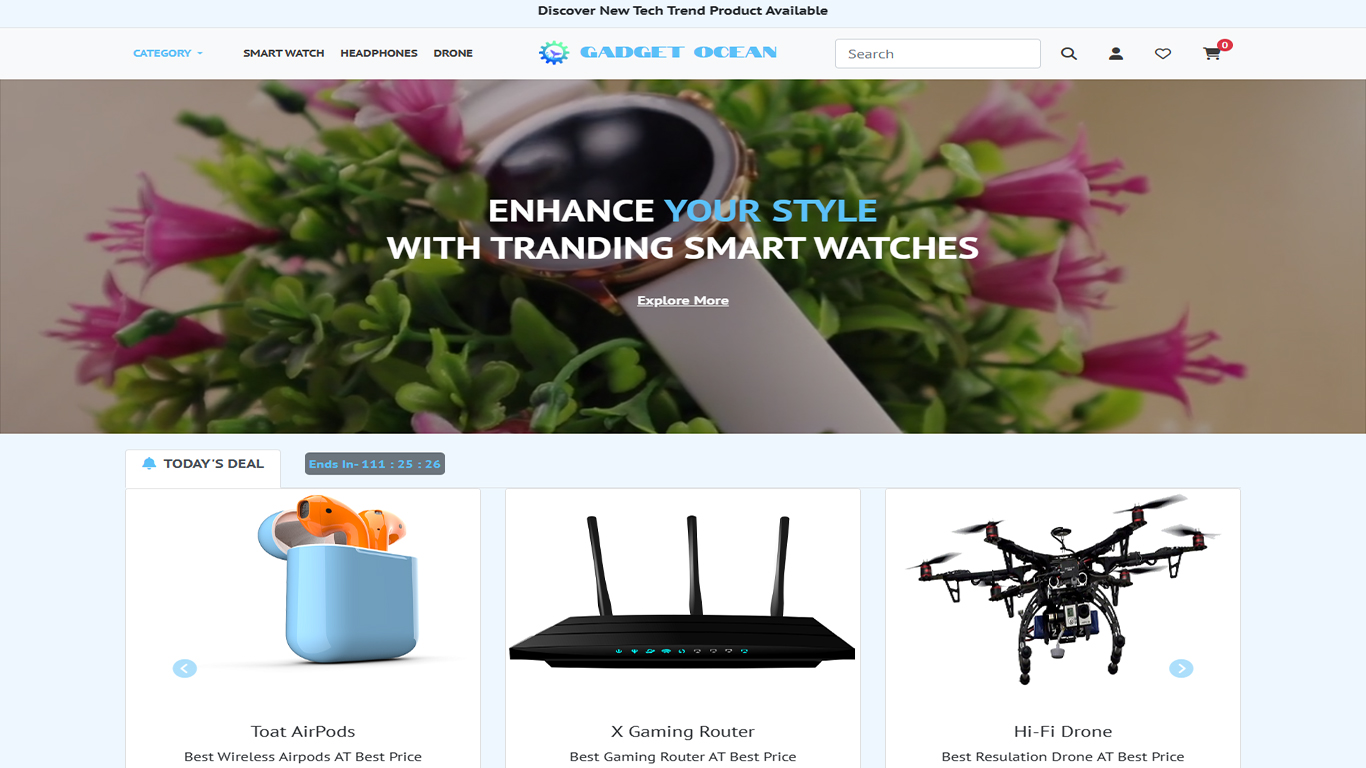 Discover New Tech Trend Product Available
CATEGORY
SMART WATCH
HEADPHONES
DRONE
GADGET OCEAN
Search
0
ENHANCE YOUR STYLE
WITH TRANDING SMART WATCHES
Explore More
TODAY'S DEAL
Ends In- 111 : 25 : 26
Toat AirPods
Best Wireless Airpods AT Best Price
X Gaming Router
Best Gaming Router AT Best Price
Hi-Fi Drone
Best Resulation Drone AT Best Price